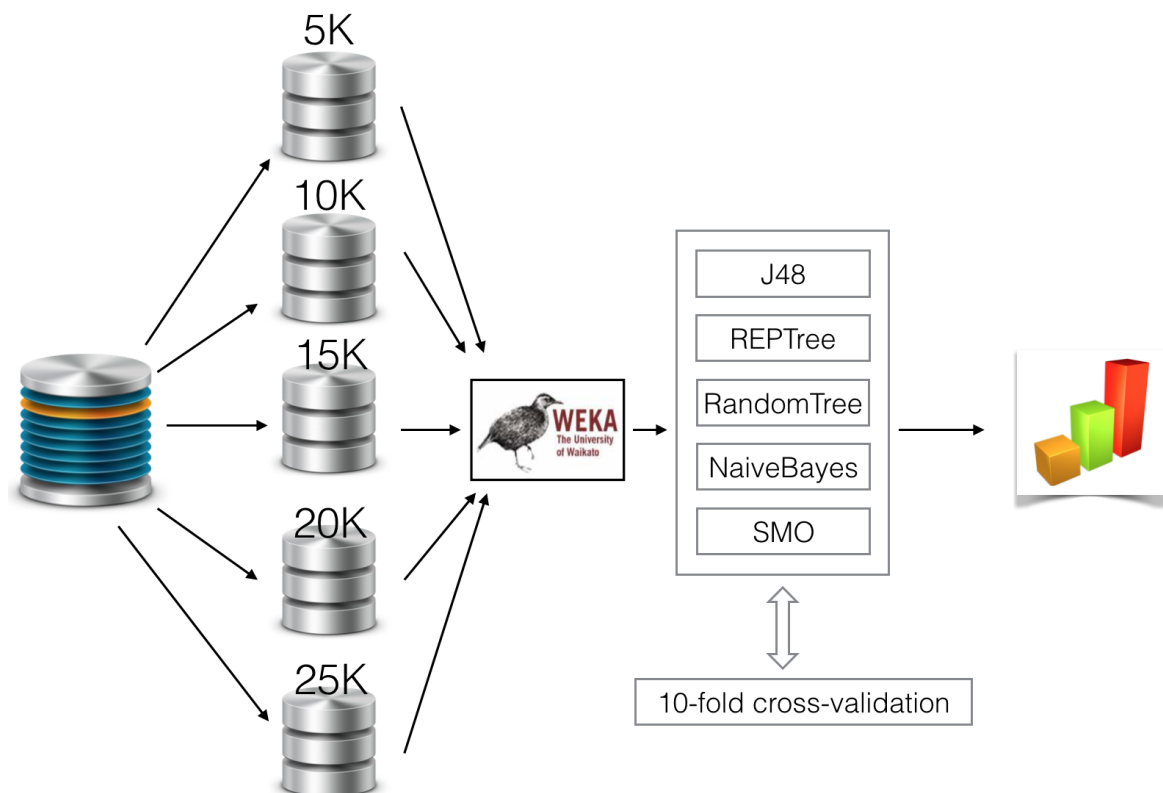 5K
10K
15K
20K
25K
WEKA
The University
of Waikato
J48
REPTree
RandomTree
NaiveBayes
SMO
10-fold cross-validation